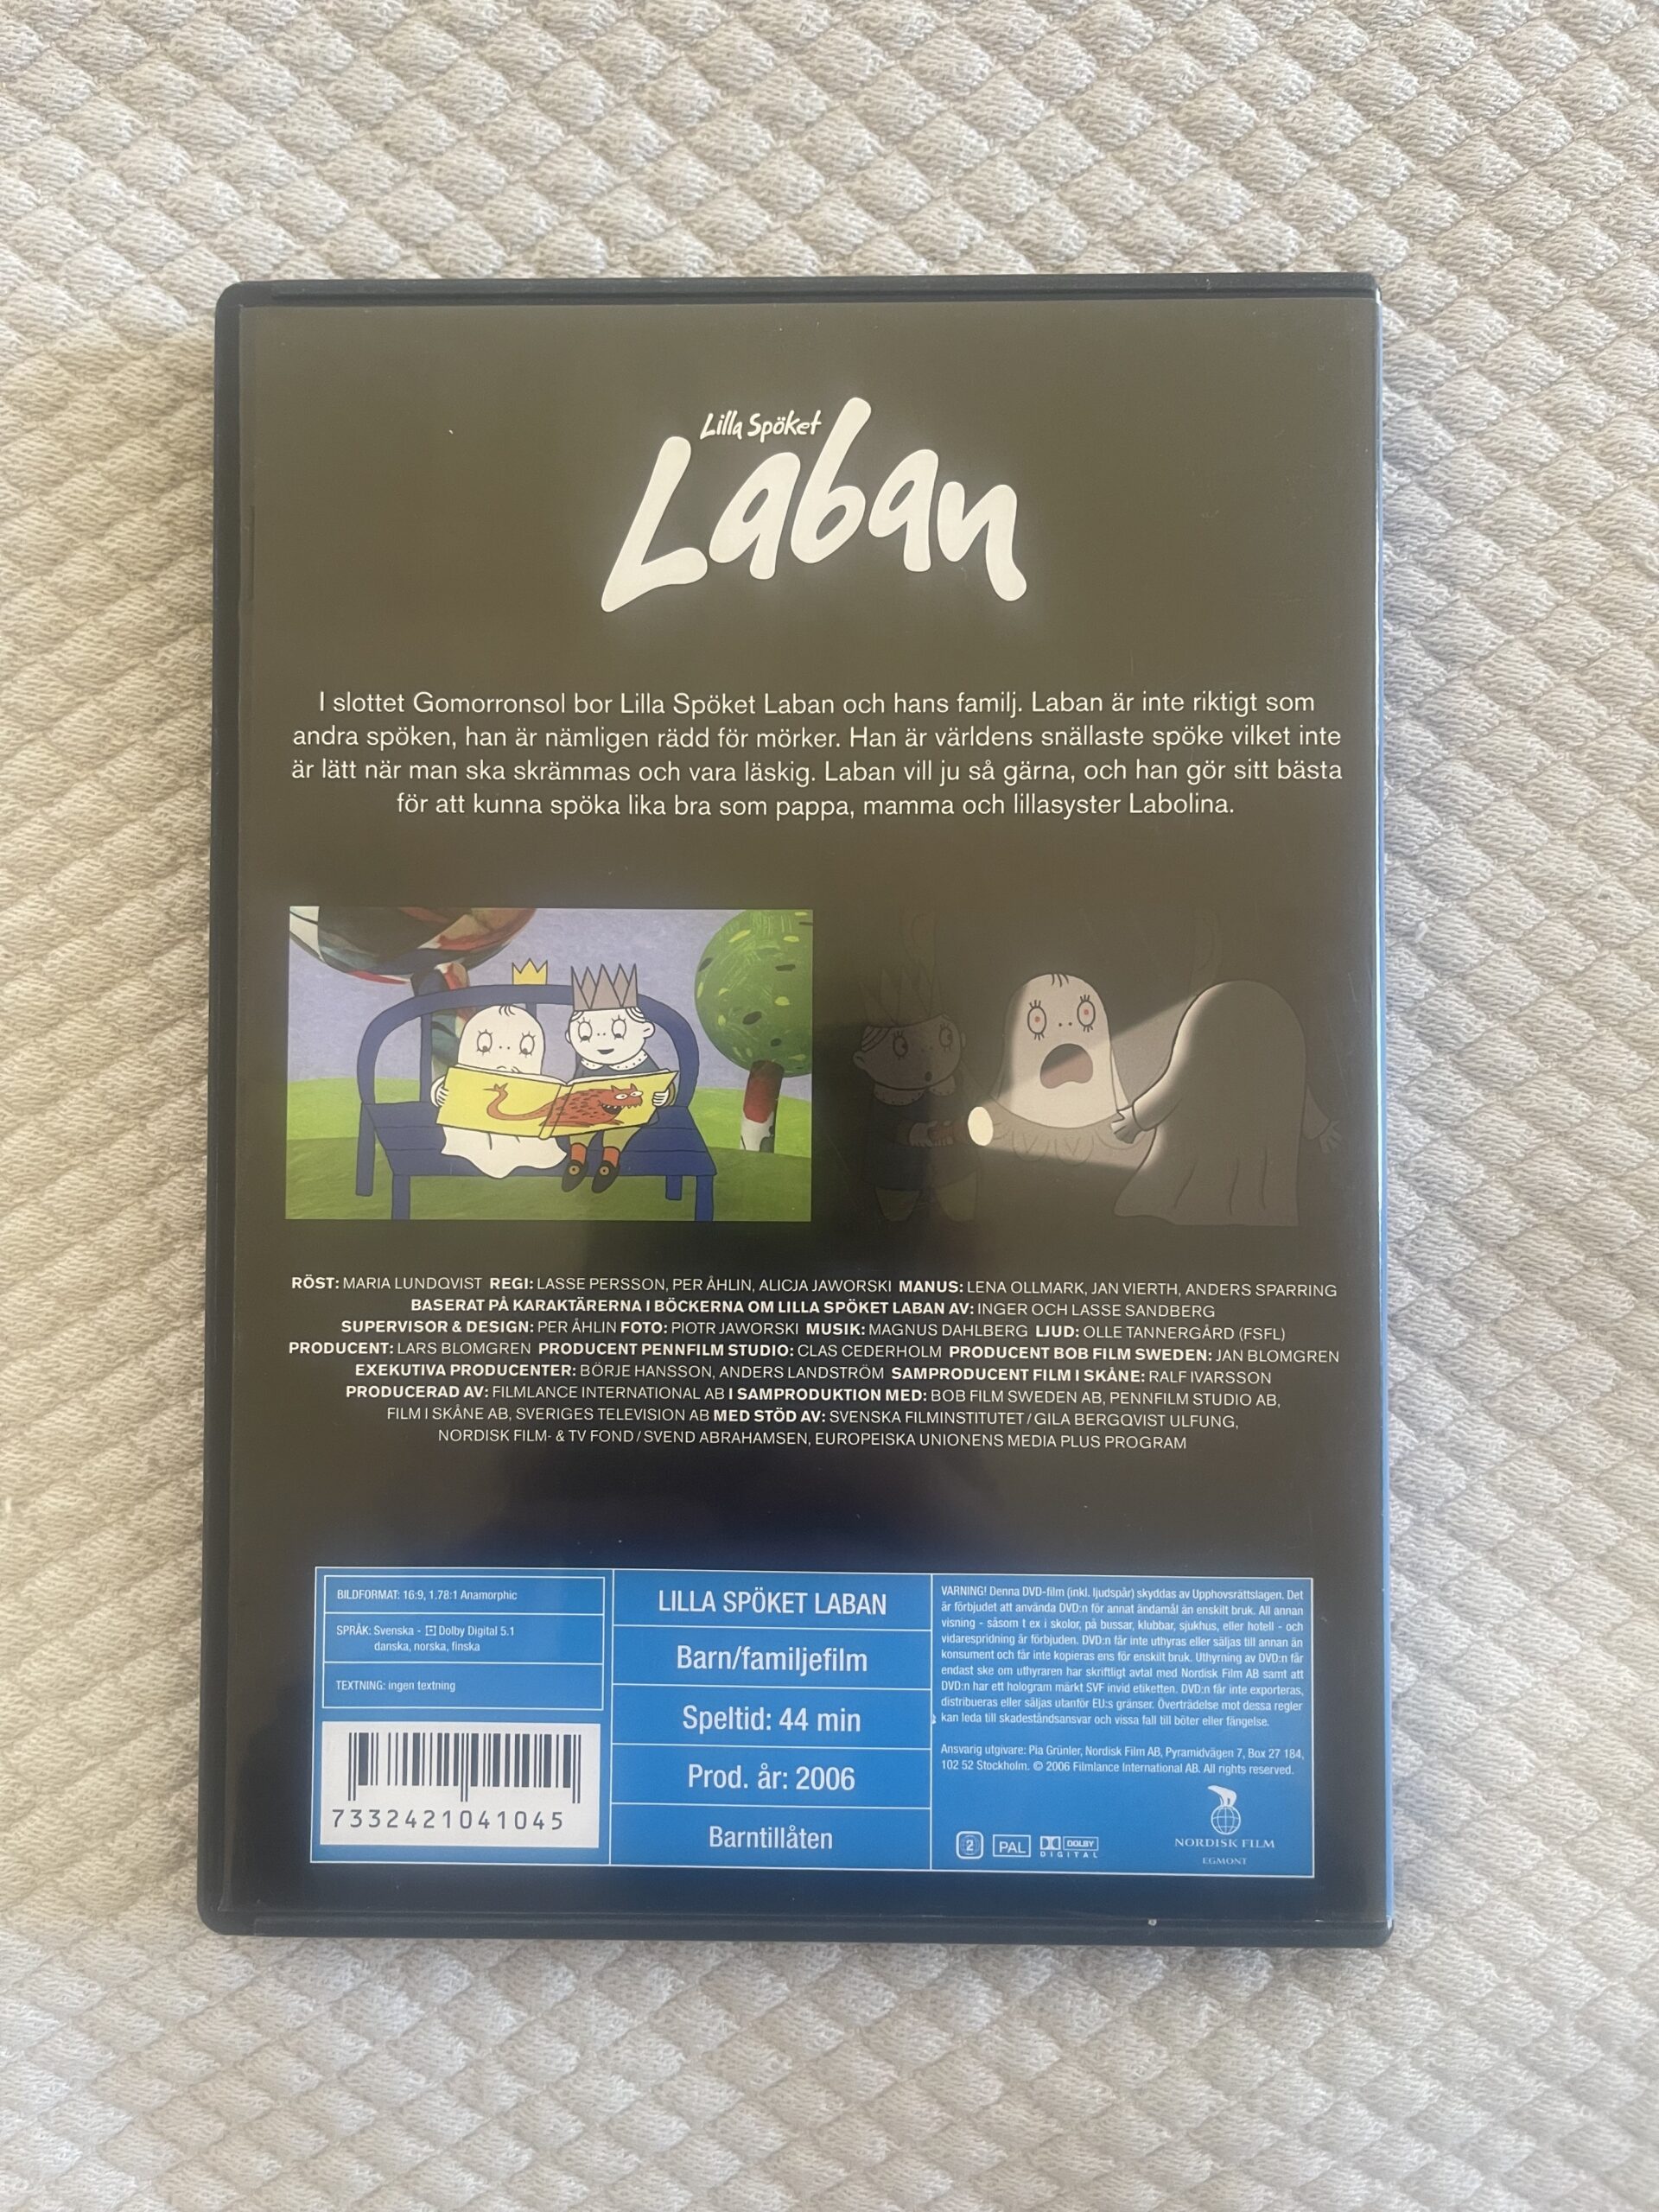 Lilla Spöket
Laban
I slottet Gomorronsol bor Lilla Spöket Laban och hans familj. Laban är inte riktigt som
andra spöken, han är nämligen rädd för mörker. Han är världens snällaste spöke vilket inte
är lätt när man ska skrämmas och vara läskig. Laban vill ju så gärna, och han gör sitt bästa
för att kunna spöka lika bra som pappa, mamma och lillasyster Labolina.
RÖST: MARIA LUNDQVIST REGI: LASSE PERSSON, PER ÅHLIN, ALICJA JAWORSKI MANUS: LENA OLLMARK, JAN VIERTH, ANDERS SPARRING
BASERAT PÅ KARAKTÄRERNA I BÖCKERNA OM LILLA SPÖKET LABAN AV: INGER OCH LASSE SANDBERG
SUPERVISOR & DESIGN: PER ÅHLIN FOTO: PIOTR JAWORSKI MUSIK: MAGNUS DAHLBERG LJUD: OLLE TANNERGÅRD (FSFL)
PRODUCENT: LARS BLOMGREN PRODUCENT PENNFILM STUDIO: CLAS CEDERHOLM PRODUCENT BOB FILM SWEDEN: JAN BLOMGREN
EXEKUTIVA PRODUCENTER: BÖRJE HANSSON, ANDERS LANDSTRÖM SAMPRODUCENT FILM I SKÅNE: RALF IVARSSON
PRODUCERAD AV: FILMLANCE INTERNATIONAL AB I SAMPRODUKTION MED: BOB FILM SWEDEN AB, PENNFILM STUDIO AB,
FILM I SKÅNE AB, SVERIGES TELEVISION AB MED STÖD AV: SVENSKA FILMINSTITUTET / GILA BERGQVIST ULFUNG,
NORDISK FILM- & TV FOND / SVEND ABRAHAMSEN, EUROPEISKA UNIONENS MEDIA PLUS PROGRAM
BILDFORMAT: 16:9, 1.78:1 Anamorphic
SPRÅK: Svenska - Dolby Digital 5.1
danska, norska, finska
TEXTNING: ingen textning
7332421041045
LILLA SPÖKET LABAN
Barn/familjefilm
Speltid: 44 min
Prod. år: 2006
Barntillåten
VARNING! Denna DVD-film (inkl. ljudspår) skyddas av Upphovsrättslagen. Det
är förbjudet att använda DVD:n för annat ändamål än enskilt bruk. All annan
visning - såsom t ex i skolor, på bussar, klubbar, sjukhus, eller hotell - och
vidarespridning är förbjuden. DVD:n får inte uthyras eller säljas till annan än
konsument och får inte kopieras ens för enskilt bruk. Uthyrning av DVD:n får
endast ske om uthyraren har skriftligt avtal med Nordisk Film AB samt att
DVD:n har ett hologram märkt SVF invid etiketten. DVD:n får inte exporteras,
distribueras eller säljas utanför EU:s gränser. Överträdelse mot dessa regler
kan leda till skadeståndsansvar och vissa fall till böter eller fängelse.
Ansvarig utgivare: Pia Grünler, Nordisk Film AB, Pyramidvägen 7, Box 27 184,
102 52 Stockholm. © 2006 Filmlance International AB. All rights reserved.
2 PAL DOLBY
DIGITAL
NORDISK FILM
EGMONT